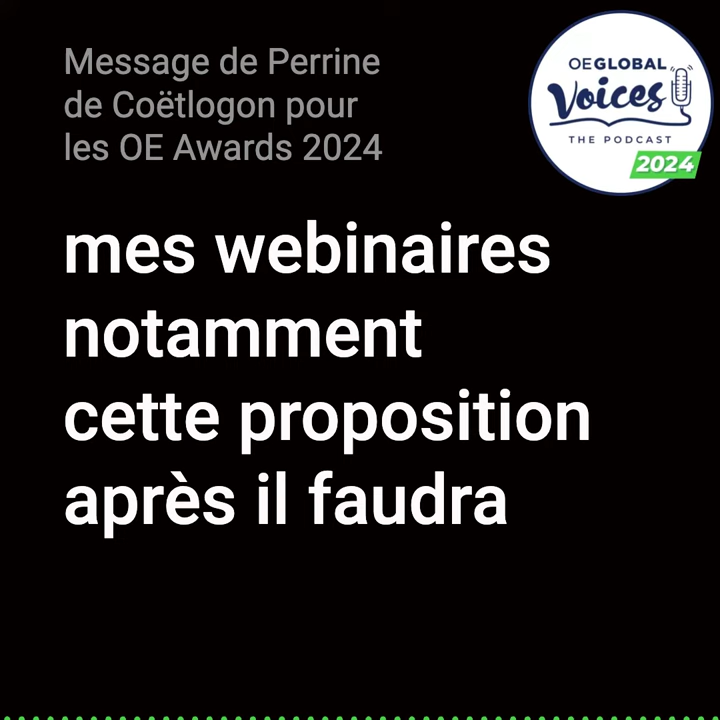 Message de Perrine
de Coëtlogon pour
les OE Awards 2024
OEGLOBAL
Voices
THE PODCAST
2024
mes webinaires
notamment
cette proposition
après il faudra